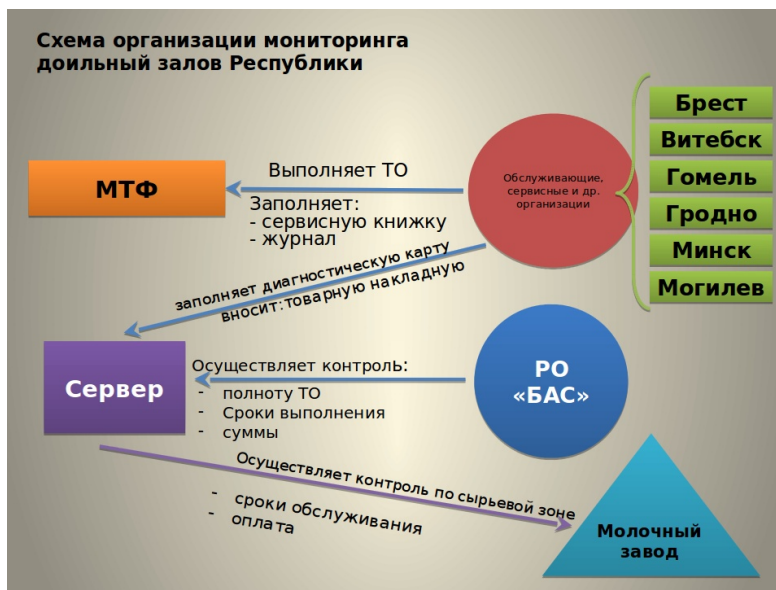 Схема организации мониторинга
доильный залов Республики
МТФ
Выполняет ТО
Заполняет:
- сервисную книжку
- журнал
Обслуживающие,
сервисные и др.
организации
Брест
Витебск
Гомель
Гродно
Минск
Могилев
заполняет диагностическую карту
вносит:товарную накладную
Сервер
Осуществляет контроль:
- полноту ТО
- Сроки выполнения
- суммы
РО
«БАС»
Осуществляет контроль по сырьевой зоне
- сроки обслуживания
- оплата
Молочный
завод